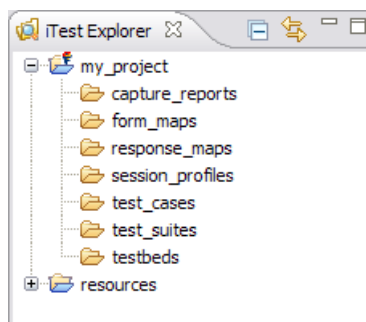 iTest Explorer
my_project
capture_reports
form_maps
response_maps
session_profiles
test_cases
test_suites
testbeds
resources